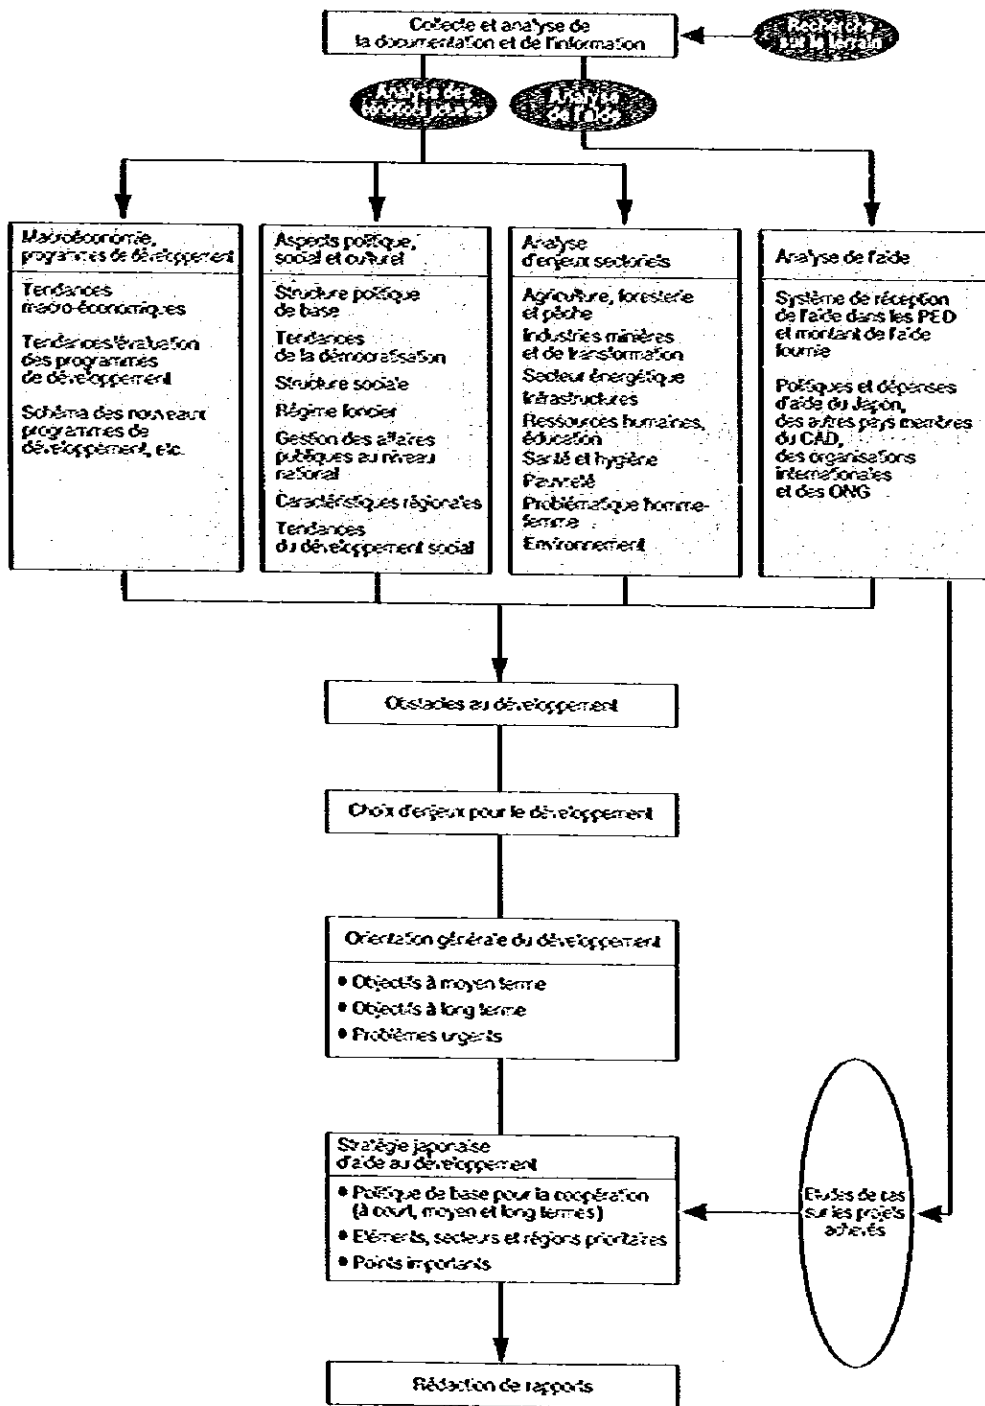 Collecte et analyse de
la documentation et de l'information
Recherche
sur le terrain
Analyse des
Analyse
de l'aide
Macroéconomie,
programmes de développement
Tendances
macro-économiques
Tendances/évaluation
des programmes
de développement
Schéma des nouveaux
programmes de
développement, etc.
Aspects politique,
social et culturel
Structure politique
de base
Tendances
de la démocratisation
Structure sociale
Régime foncier
Gestion des affaires
publiques au niveau
national
Caractéristiques régionales
Tendances
du développement social
Analyse
d'enjeux sectoriels
Agriculture, foresterie
et pêche
Industries minières
et de transformation
Secteur énergétique
Infrastructures
Ressources humaines,
éducation
Santé et hygiène
Pauvreté
Problématique homme-
femme
Environnement
Analyse de l'aide
Système de réception
de l'aide dans les PED
et montant de l'aide
fournie
Politiques et dépenses
d'aide du Japon,
des autres pays membres
du CAD,
des organisations
internationales
et des ONG
Obstacles au développement
Choix d'enjeux pour le développement
Orientation générale du développement
• Objectifs à moyen terme
• Objectifs à long terme
• Problèmes urgents
Stratégie japonaise
d'aide au développement
• Politique de base pour la coopération
(à court, moyen et long termes)
• Eléments, secteurs et régions prioritaires
• Points importants
Etudes de cas
sur les projets
achevés
Rédaction de rapports